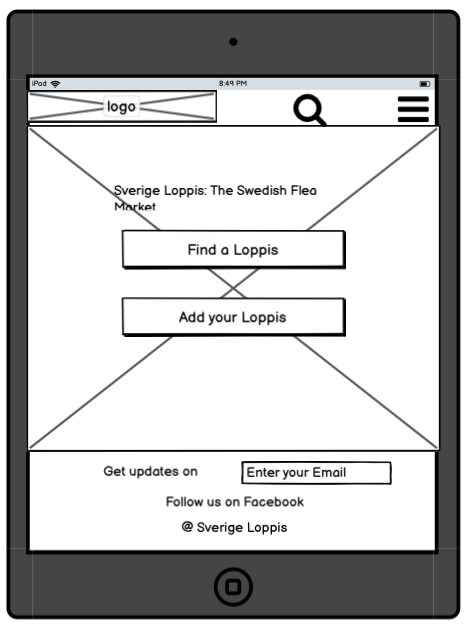 iPod 8:49 PM
logo
Sverige Loppis: The Swedish Flea
Market
Find a Loppis
Add your Loppis
Get updates on Enter your Email
Follow us on Facebook
@ Sverige Loppis